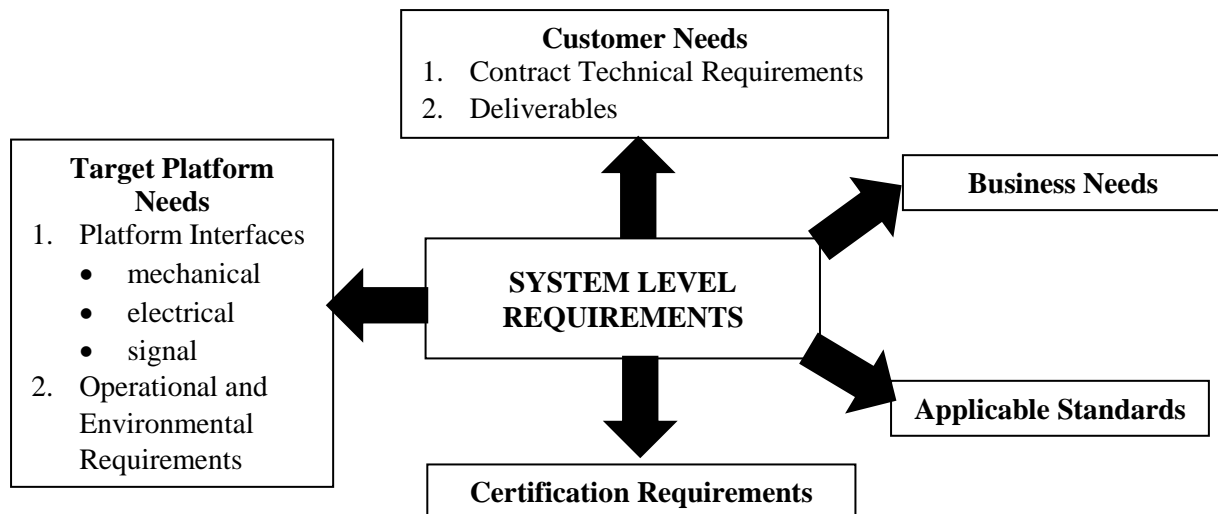 Customer Needs
1. Contract Technical Requirements
2. Deliverables
Target Platform
Needs
1. Platform Interfaces
• mechanical
• electrical
• signal
2. Operational and
Environmental
Requirements
Business Needs
SYSTEM LEVEL
REQUIREMENTS
Applicable Standards
Certification Requirements